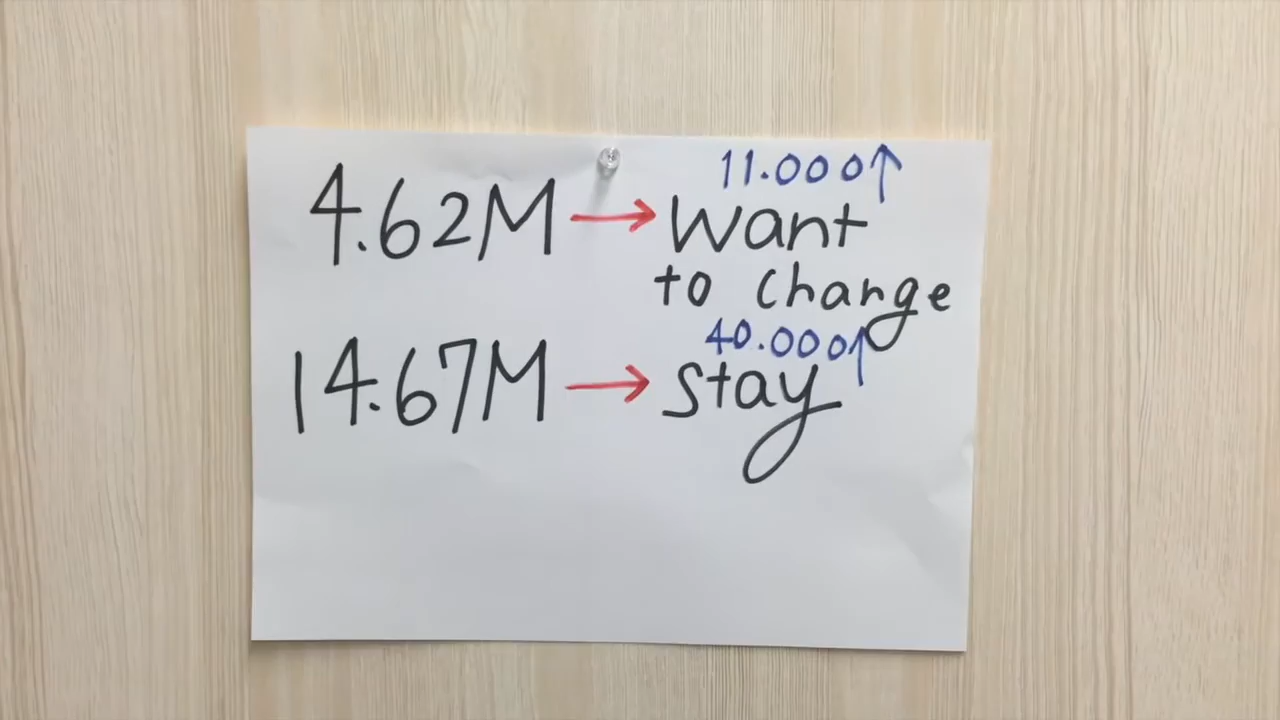 11.000↑
4.62M → Want
to change
40.000↑
14.67M → stay